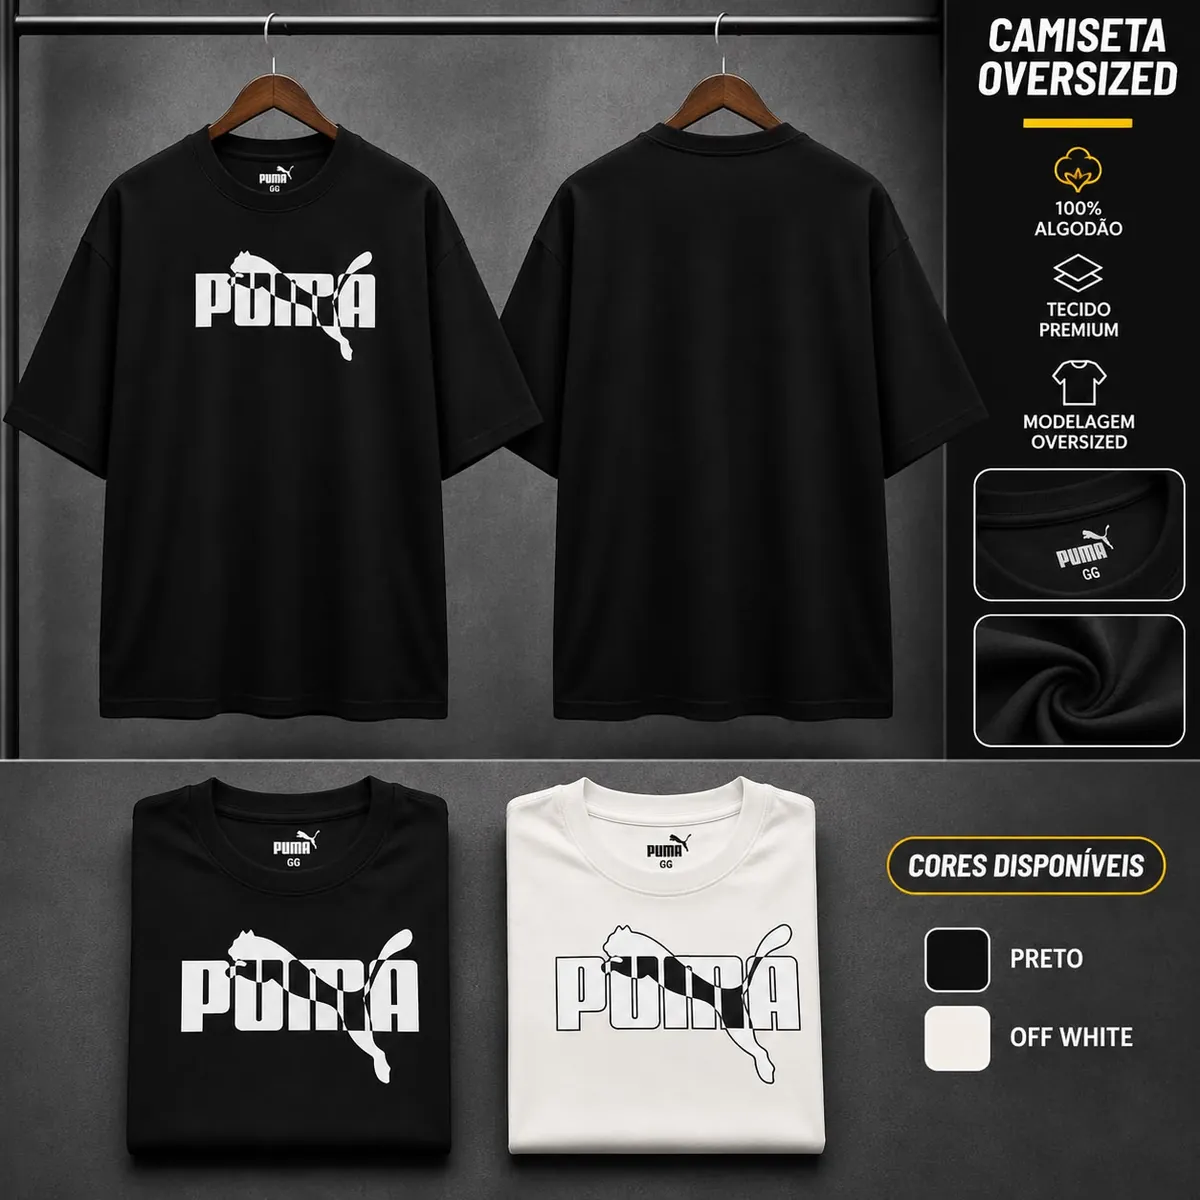 CAMISETA
OVERSIZED
PUMA
GG
PUMA
100%
ALGODÃO
TECIDO
PREMIUM
MODELAGEM
OVERSIZED
PUMA
GG
PUMA
GG
PUMA
PUMA
GG
PUMA
CORES DISPONÍVEIS
PRETO
OFF WHITE